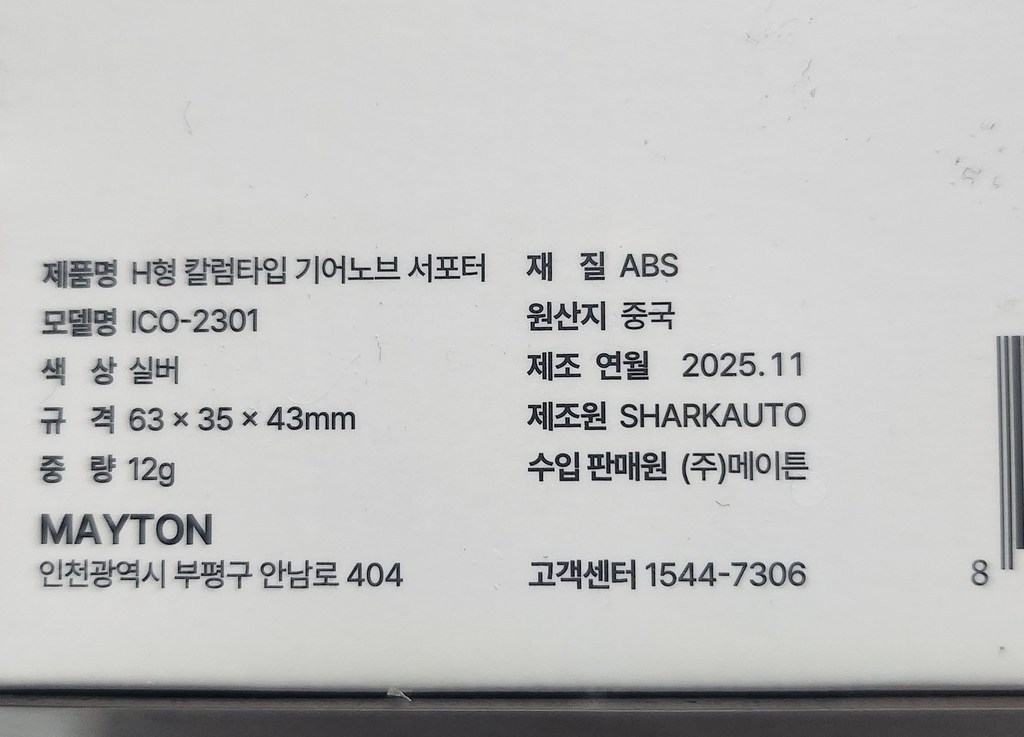 제품명 H형 칼럼타입 기어노브 서포터
모델명 ICO-2301
색 상 실버
규 격 63 × 35 × 43mm
중 량 12g
재 질 ABS
원산지 중국
제조 연월 2025.11
제조원 SHARKAUTO
수입 판매원 (주)메이튼
MAYTON
인천광역시 부평구 안남로 404
고객센터 1544-7306
8